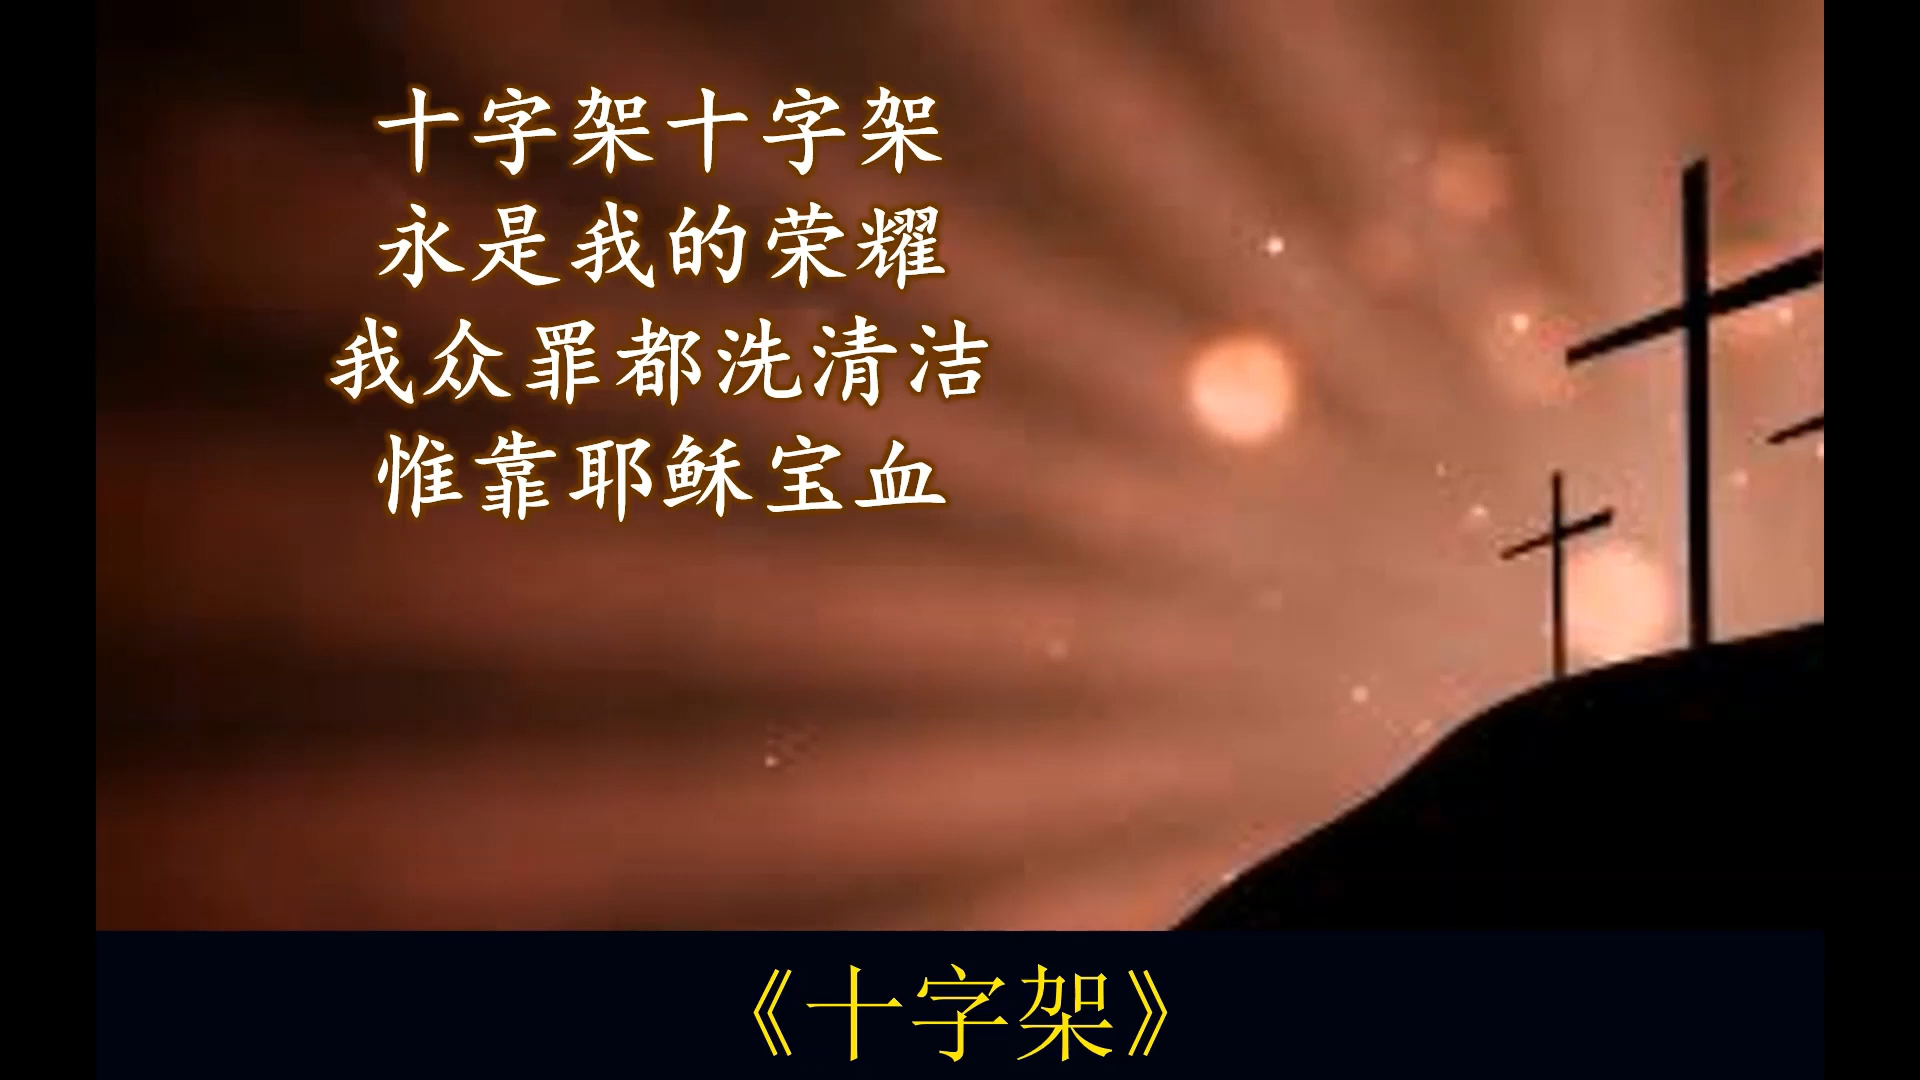 十字架十字架
永是我的荣耀
我众罪都洗清洁
惟靠耶稣宝血
《十字架》